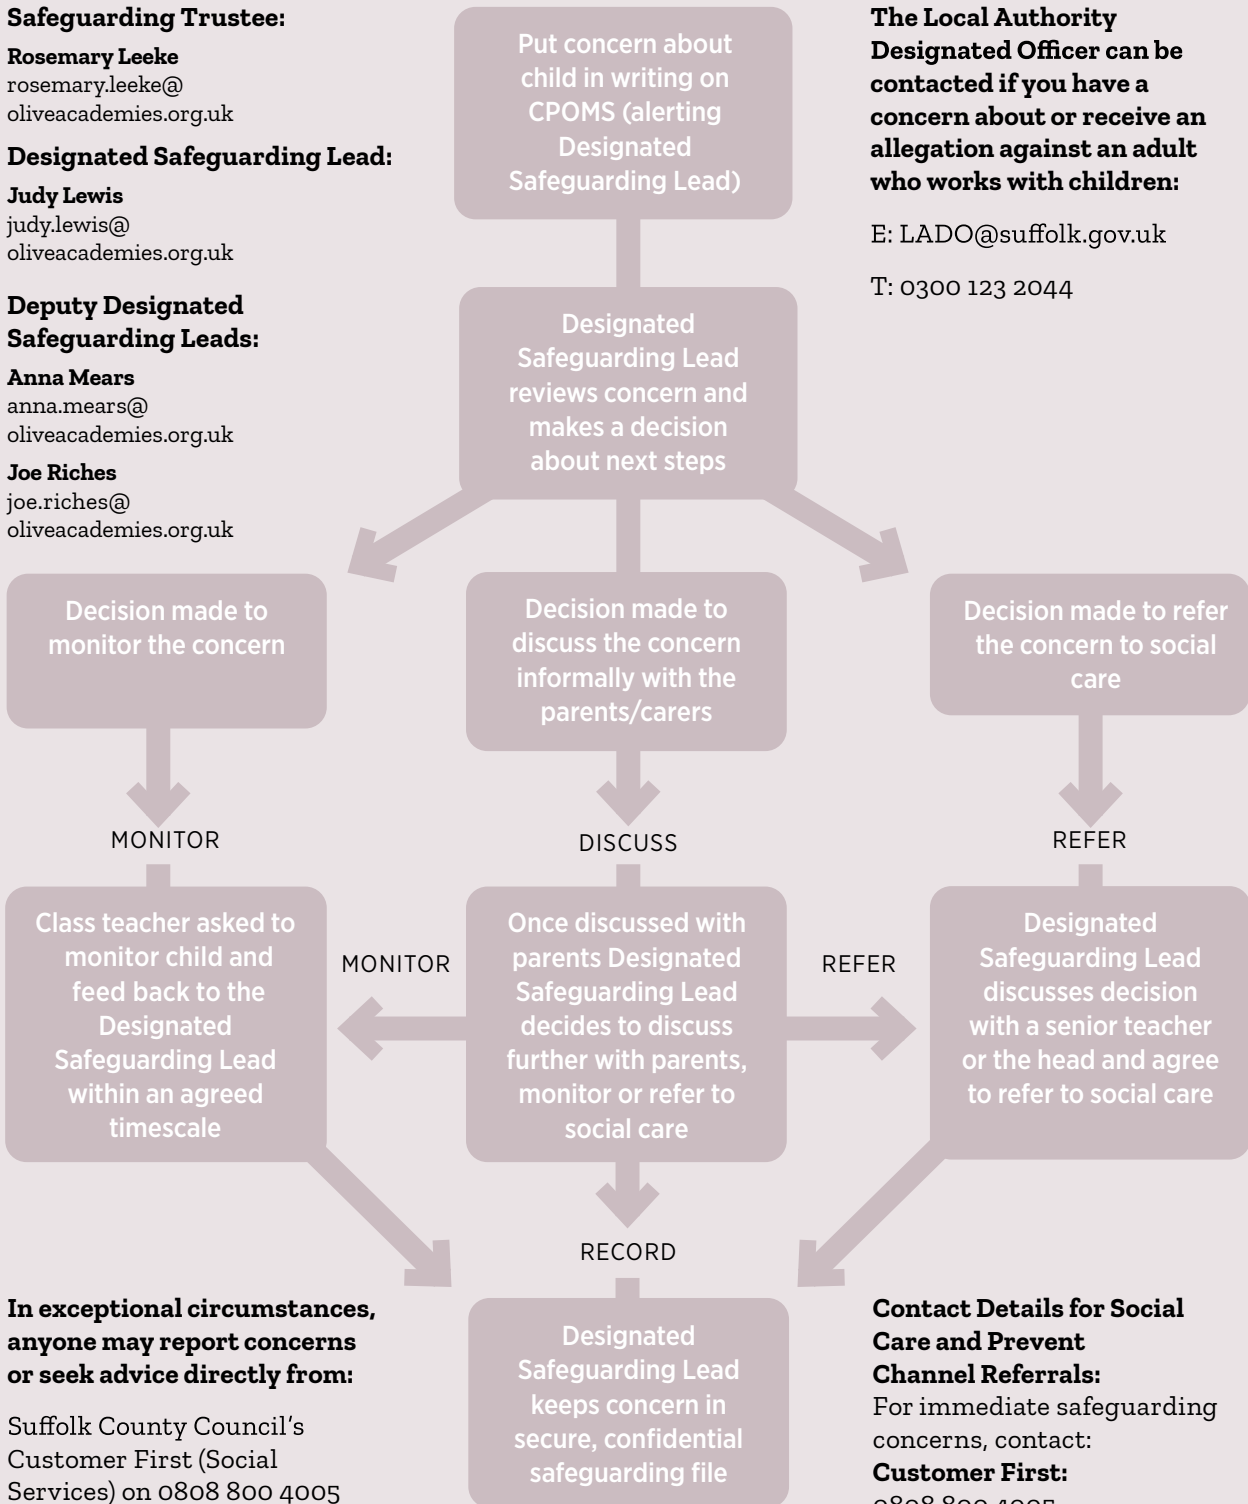 Safeguarding Trustee:
Rosemary Leeke
rosemary.leeke@
oliveacademies.org.uk
Designated Safeguarding Lead:
Judy Lewis
judy.lewis@
oliveacademies.org.uk
Deputy Designated
Safeguarding Leads:
Anna Mears
anna.mears@
oliveacademies.org.uk
Joe Riches
joe.riches@
oliveacademies.org.uk
Put concern about
child in writing on
CPOMS (alerting
Designated
Safeguarding Lead)
The Local Authority
Designated Officer can be
contacted if you have a
concern about or receive an
allegation against an adult
who works with children:
E: LADO@suffolk.gov.uk
T: 0300 123 2044
Designated
Safeguarding Lead
reviews concern and
makes a decision
about next steps
Decision made to
monitor the concern
Decision made to
discuss the concern
informally with the
parents/carers
Decision made to refer
the concern to social
care
MONITOR
DISCUSS
REFER
Class teacher asked to
monitor child and
feed back to the
Designated
Safeguarding Lead
within an agreed
timescale
MONITOR
Once discussed with
parents Designated
Safeguarding Lead
decides to discuss
further with parents,
monitor or refer to
social care
REFER
Designated
Safeguarding Lead
discusses decision
with a senior teacher
or the head and agree
to refer to social care
RECORD
Designated
Safeguarding Lead
keeps concern in
secure, confidential
safeguarding file
In exceptional circumstances,
anyone may report concerns
or seek advice directly from:
Suffolk County Council’s
Customer First (Social
Services) on 0808 800 4005
Contact Details for Social
Care and Prevent
Channel Referrals:
For immediate safeguarding
concerns, contact:
Customer First:
0808 800 4005